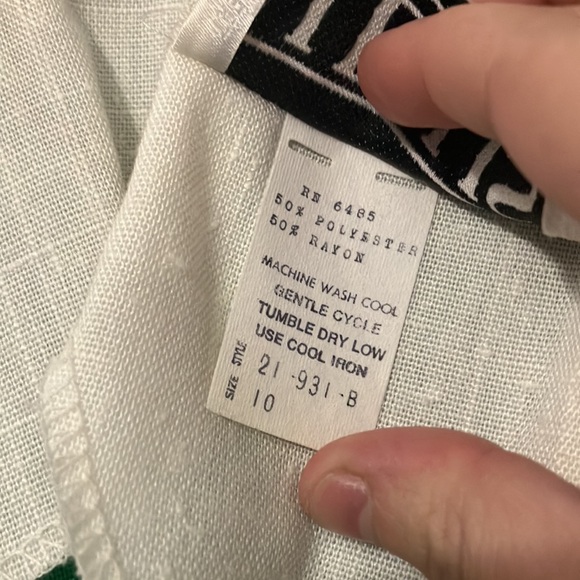 RN 6485
50% POLYESTER
50% RAYON
MACHINE WASH COOL
GENTLE CYCLE
TUMBLE DRY LOW
USE COOL IRON
STYLE 21-931-B
SIZE 10